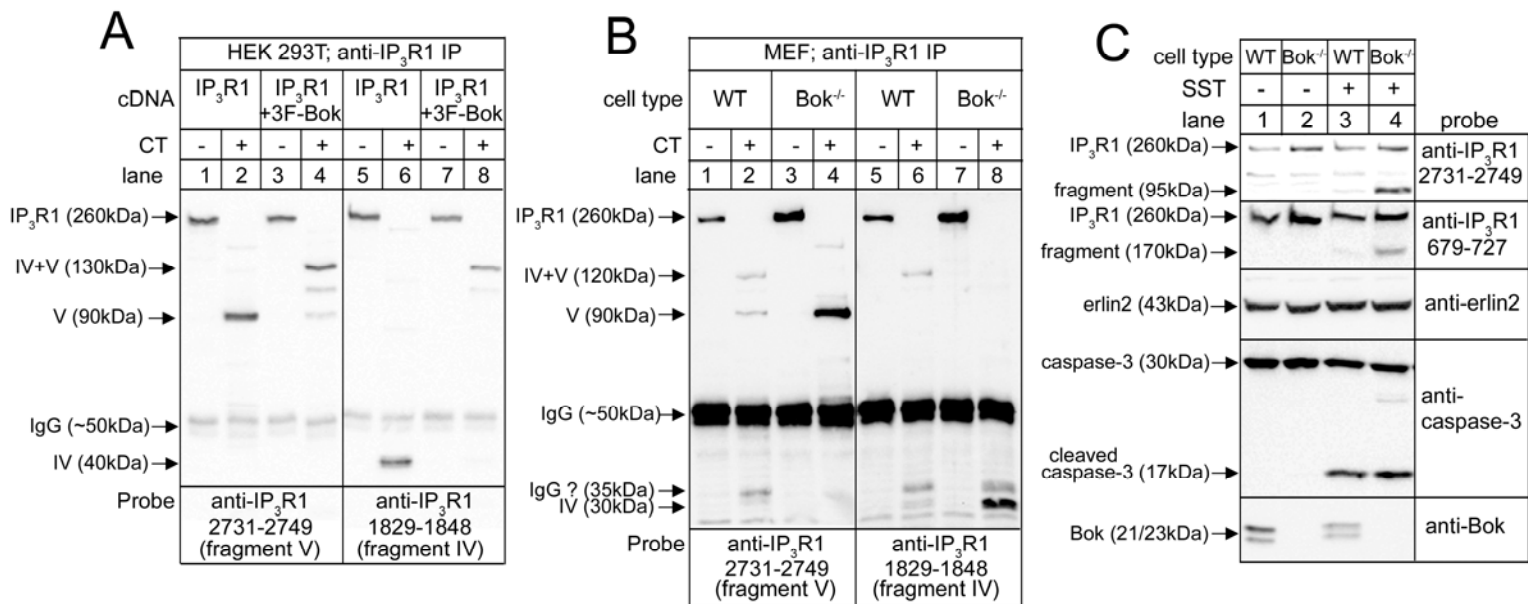 A
HEK 293T; anti-IP₃R1 IP
cDNA IP₃R1 IP₃R1 +3F-Bok IP₃R1 IP₃R1 +3F-Bok
CT - + - + - + - +
lane 1 2 3 4 5 6 7 8
IP₃R1 (260kDa)
IV+V (130kDa)
V (90kDa)
IgG (~50kDa)
IV (40kDa)
Probe anti-IP₃R1 anti-IP₃R1
2731-2749 1829-1848
(fragment V) (fragment IV)
B
MEF; anti-IP₃R1 IP
cell type WT Bok⁻/⁻ WT Bok⁻/⁻
CT - + - + - + - +
lane 1 2 3 4 5 6 7 8
IP₃R1 (260kDa)
IV+V (120kDa)
V (90kDa)
IgG (~50kDa)
IgG ? (35kDa)
IV (30kDa)
Probe anti-IP₃R1 anti-IP₃R1
2731-2749 1829-1848
(fragment V) (fragment IV)
C
cell type WT Bok⁻/⁻ WT Bok⁻/⁻
SST - - + +
lane 1 2 3 4 probe
IP₃R1 (260kDa) anti-IP₃R1
fragment (95kDa) 2731-2749
IP₃R1 (260kDa) anti-IP₃R1
fragment (170kDa) 679-727
erlin2 (43kDa) anti-erlin2
caspase-3 (30kDa)
anti-
caspase-3
cleaved
caspase-3 (17kDa)
Bok (21/23kDa) anti-Bok